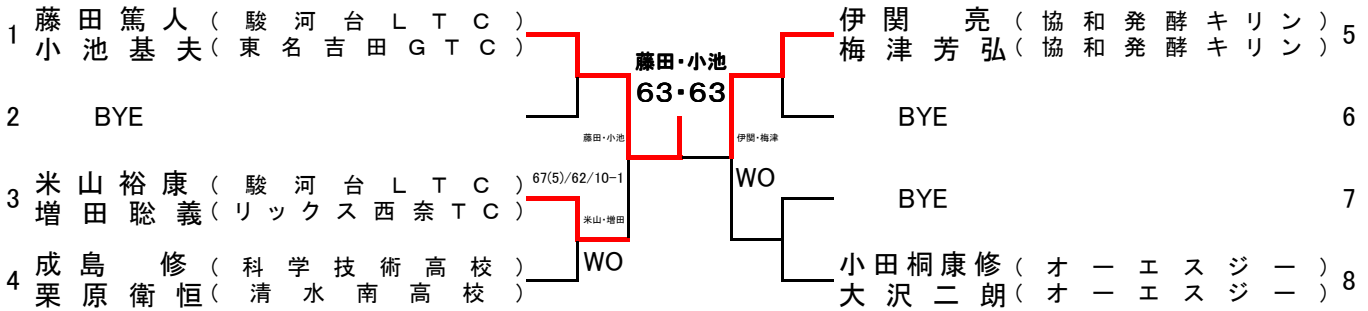 1 藤田篤人(駿河台LTC)
小池基夫(東名吉田GTC)
2 BYE
3 米山裕康(駿河台LTC)
増田聡義(リックス西奈TC)
4 成島 修(科学技術高校)
栗原衛恒(清水南高校)
藤田・小池
63・63
藤田・小池
伊関・梅津
67(5)/62/10-1
米山・増田
WO
WO
伊関 亮(協和発酵キリン) 5
梅津芳弘(協和発酵キリン)
BYE 6
BYE 7
小田桐康修(オーエスジー) 8
大沢二朗(オーエスジー)